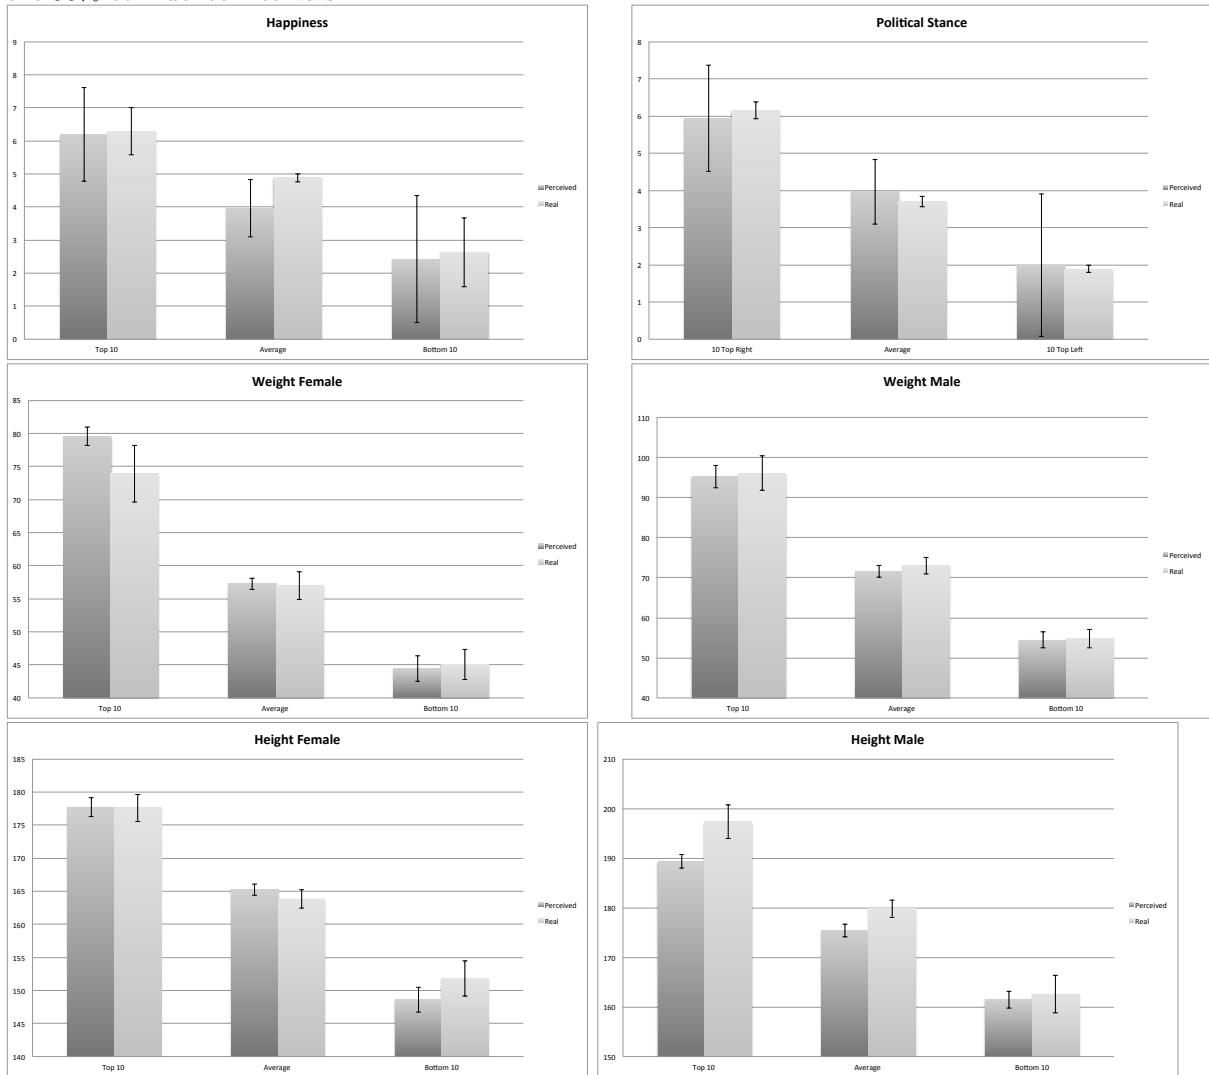 Happiness
9
8
7
6
5
4
3
2
1
0
Top 10
Average
Bottom 10
Perceived
Real
Political Stance
8
7
6
5
4
3
2
1
0
10 Top Right
Average
10 Top Left
Perceived
Real
Weight Female
85
80
75
70
65
60
55
50
45
40
Top 10
Average
Bottom 10
Perceived
Real
Weight Male
110
100
90
80
70
60
50
40
Top 10
Average
Bottom 10
Perceived
Real
Height Female
185
180
175
170
165
160
155
150
145
140
Top 10
Average
Bottom 10
Perceived
Real
Height Male
210
200
190
180
170
160
150
Top 10
Average
Bottom 10
Perceived
Real